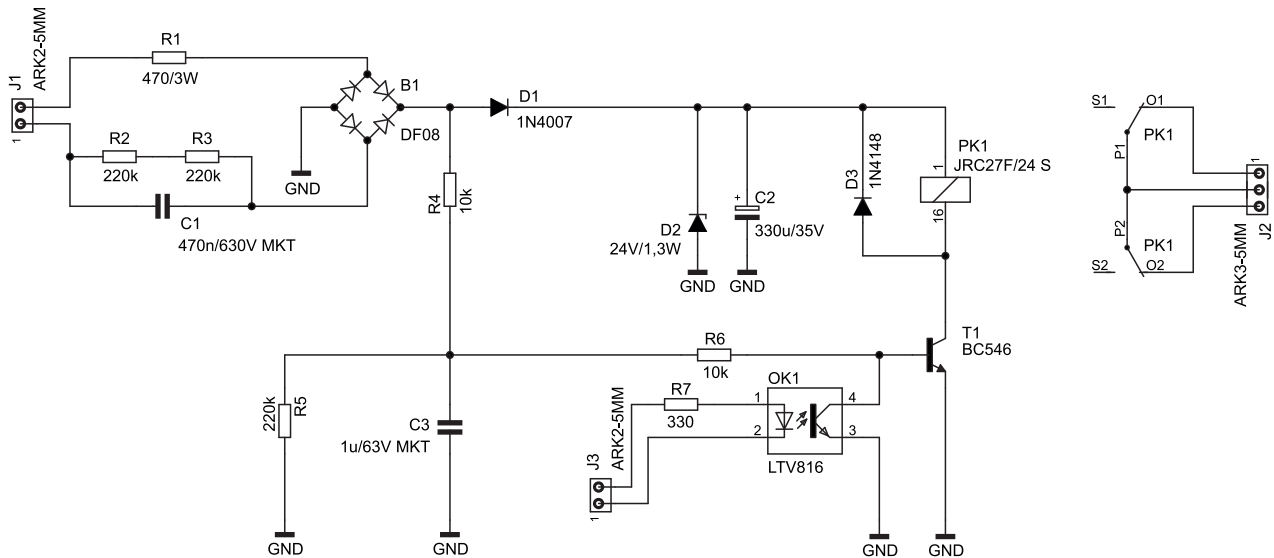 J1
ARK2-5MM
1
R1
470/3W
R2
220k
R3
220k
C1
470n/630V MKT
B1
DF08
GND
D1
1N4007
R4
10k
D2
24V/1,3W
GND
+
C2
330u/35V
GND
D3
1N4148
PK1
JRC27F/24 S
1
16
S1
O1
P1
PK1
P2
PK1
S2
O2
1
J2
ARK3-5MM
R5
220k
GND
C3
1u/63V MKT
GND
R6
10k
T1
BC546
OK1
1
2
4
3
LTV816
R7
330
J3
ARK2-5MM
1
GND
GND